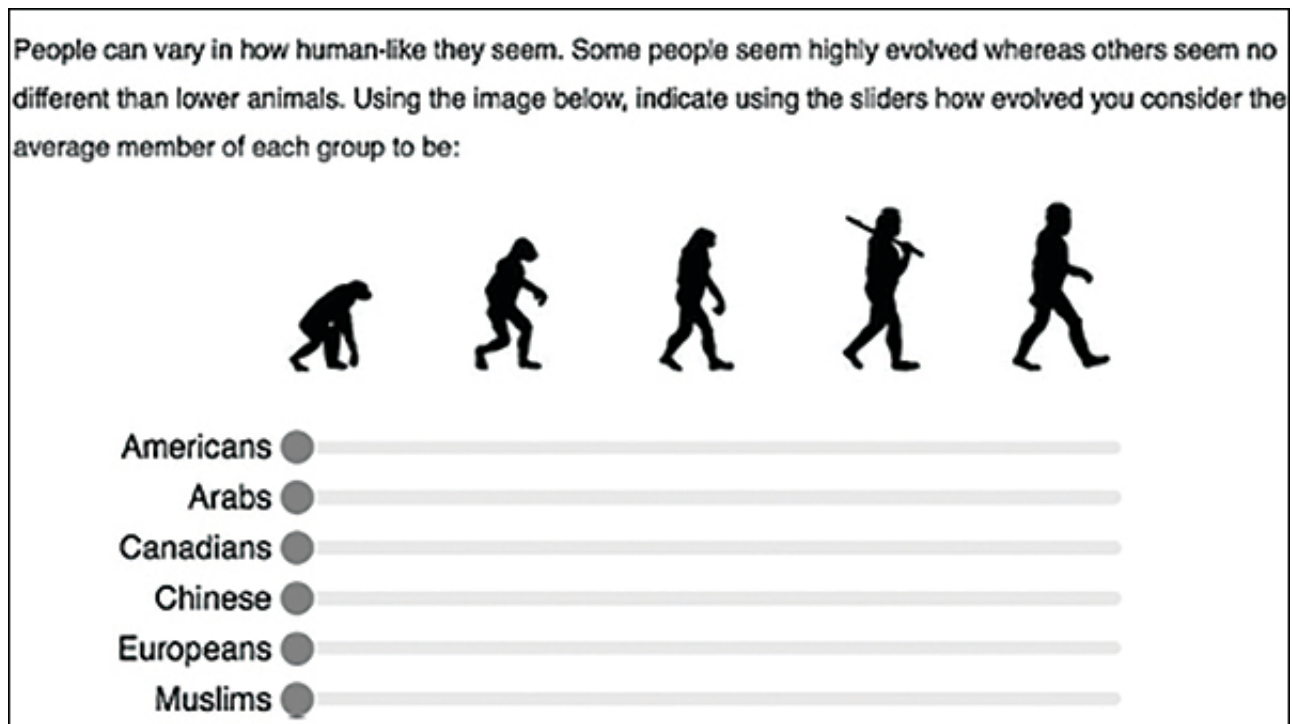 People can vary in how human-like they seem. Some people seem highly evolved whereas others seem no
different than lower animals. Using the image below, indicate using the sliders how evolved you consider the
average member of each group to be:
Americans
Arabs
Canadians
Chinese
Europeans
Muslims